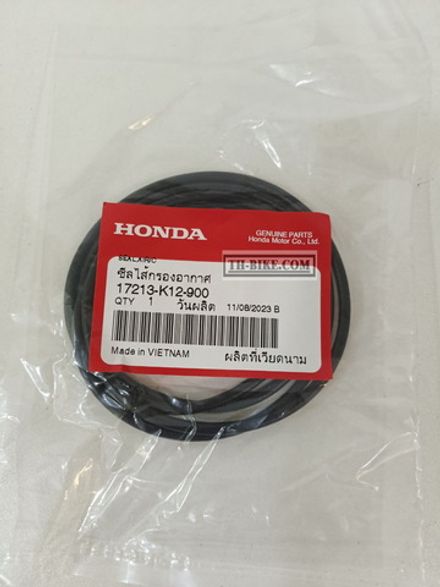 HONDA
GENUINE PARTS
Honda Motor Co., Ltd.
TH-BIKE.COM
ซีลไส้กรองอากาศ
17213-K12-900
QTY 1 วันผลิต 11/08/2023 B
Made in VIETNAM ผลิตที่เวียดนาม